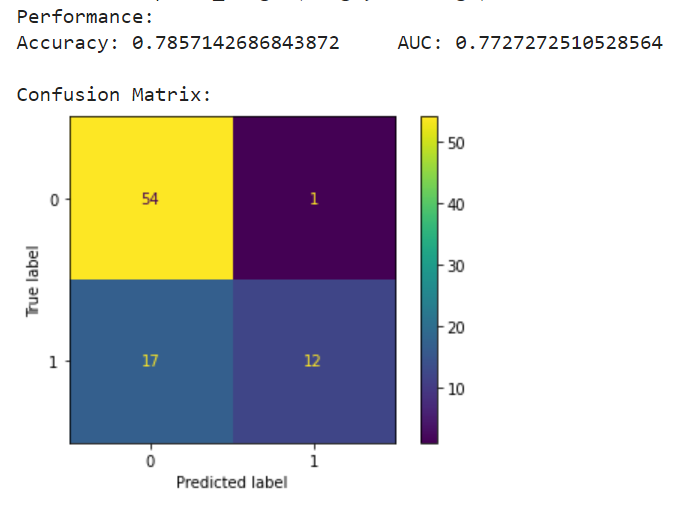 Performance:
Accuracy: 0.7857142686843872 AUC: 0.7727272510528564
Confusion Matrix:
0 54 1 50
40
True label 30
1 17 12 20
10
0 1
Predicted label